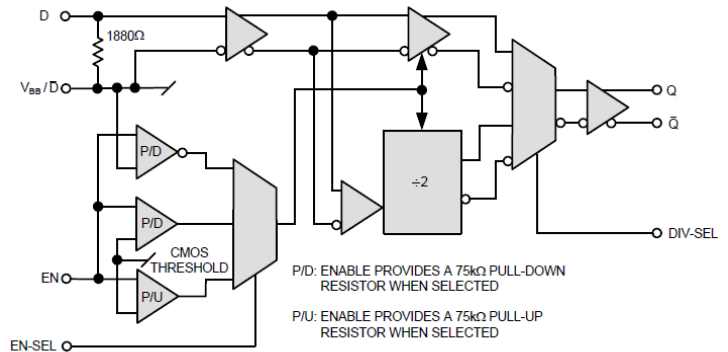 D
1880Ω
V_BB / D̅
P/D
P/D
CMOS
THRESHOLD
P/U
EN
EN-SEL
÷2
Q
Q̅
DIV-SEL
P/D: ENABLE PROVIDES A 75kΩ PULL-DOWN
RESISTOR WHEN SELECTED
P/U: ENABLE PROVIDES A 75kΩ PULL-UP
RESISTOR WHEN SELECTED